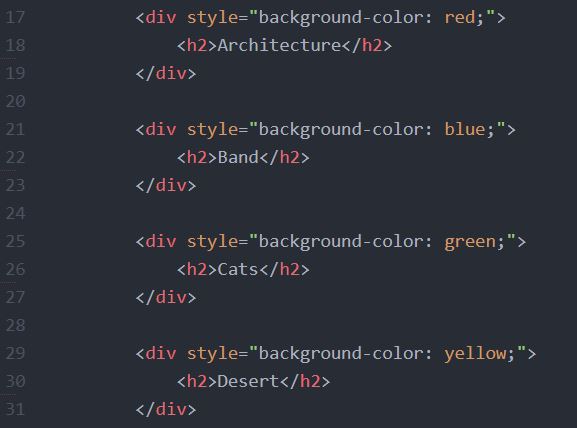 17 <div style="background-color: red;">
18 <h2>Architecture</h2>
19 </div>
20
21 <div style="background-color: blue;">
22 <h2>Band</h2>
23 </div>
24
25 <div style="background-color: green;">
26 <h2>Cats</h2>
27 </div>
28
29 <div style="background-color: yellow;">
30 <h2>Desert</h2>
31 </div>